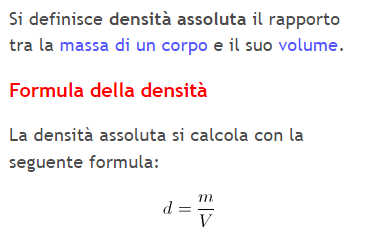 Si definisce densità assoluta il rapporto
tra la massa di un corpo e il suo volume.
Formula della densità
La densità assoluta si calcola con la
seguente formula:
d = m/V